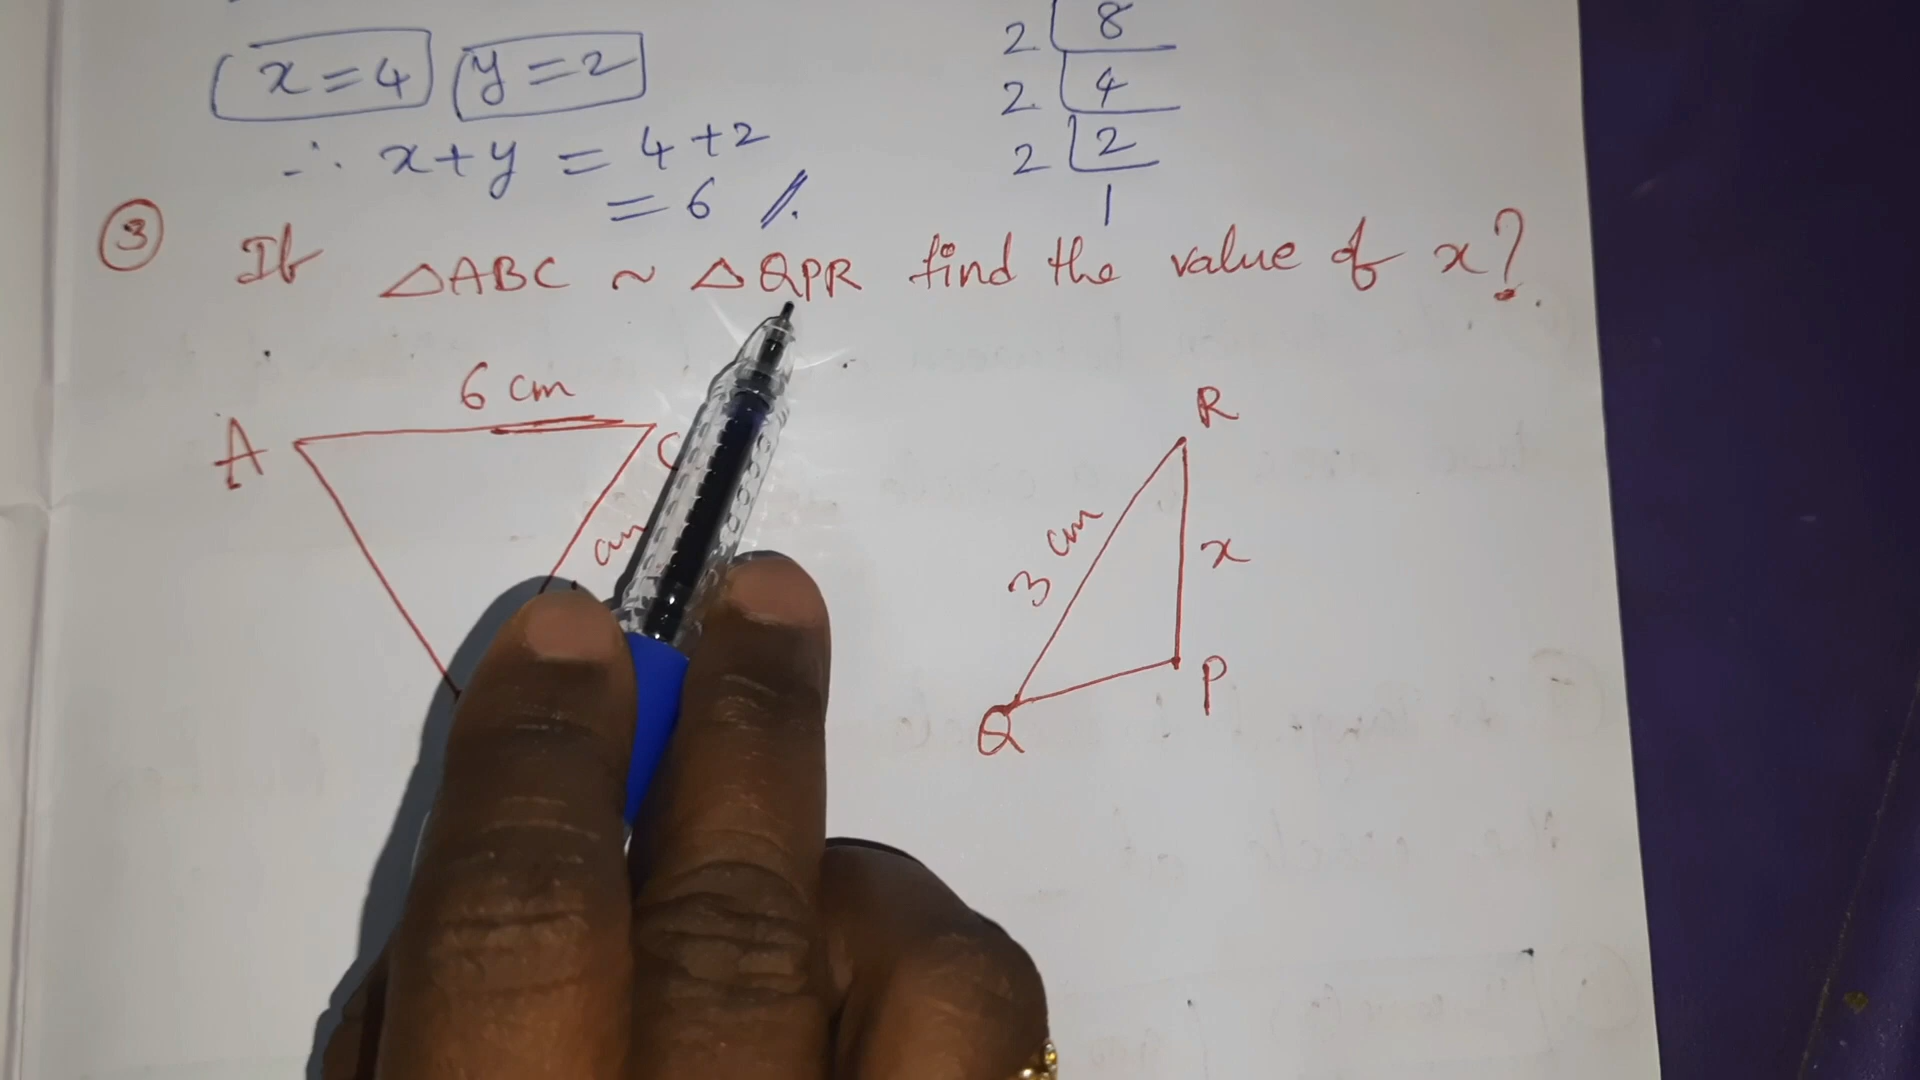 x=4 y=2
∴ x+y = 4+2
= 6 //.
2 8
2 4
2 2
1
3 If △ABC ~ △QPR find the value of x?
6 cm
A C
cm
R
3 cm x
P
Q